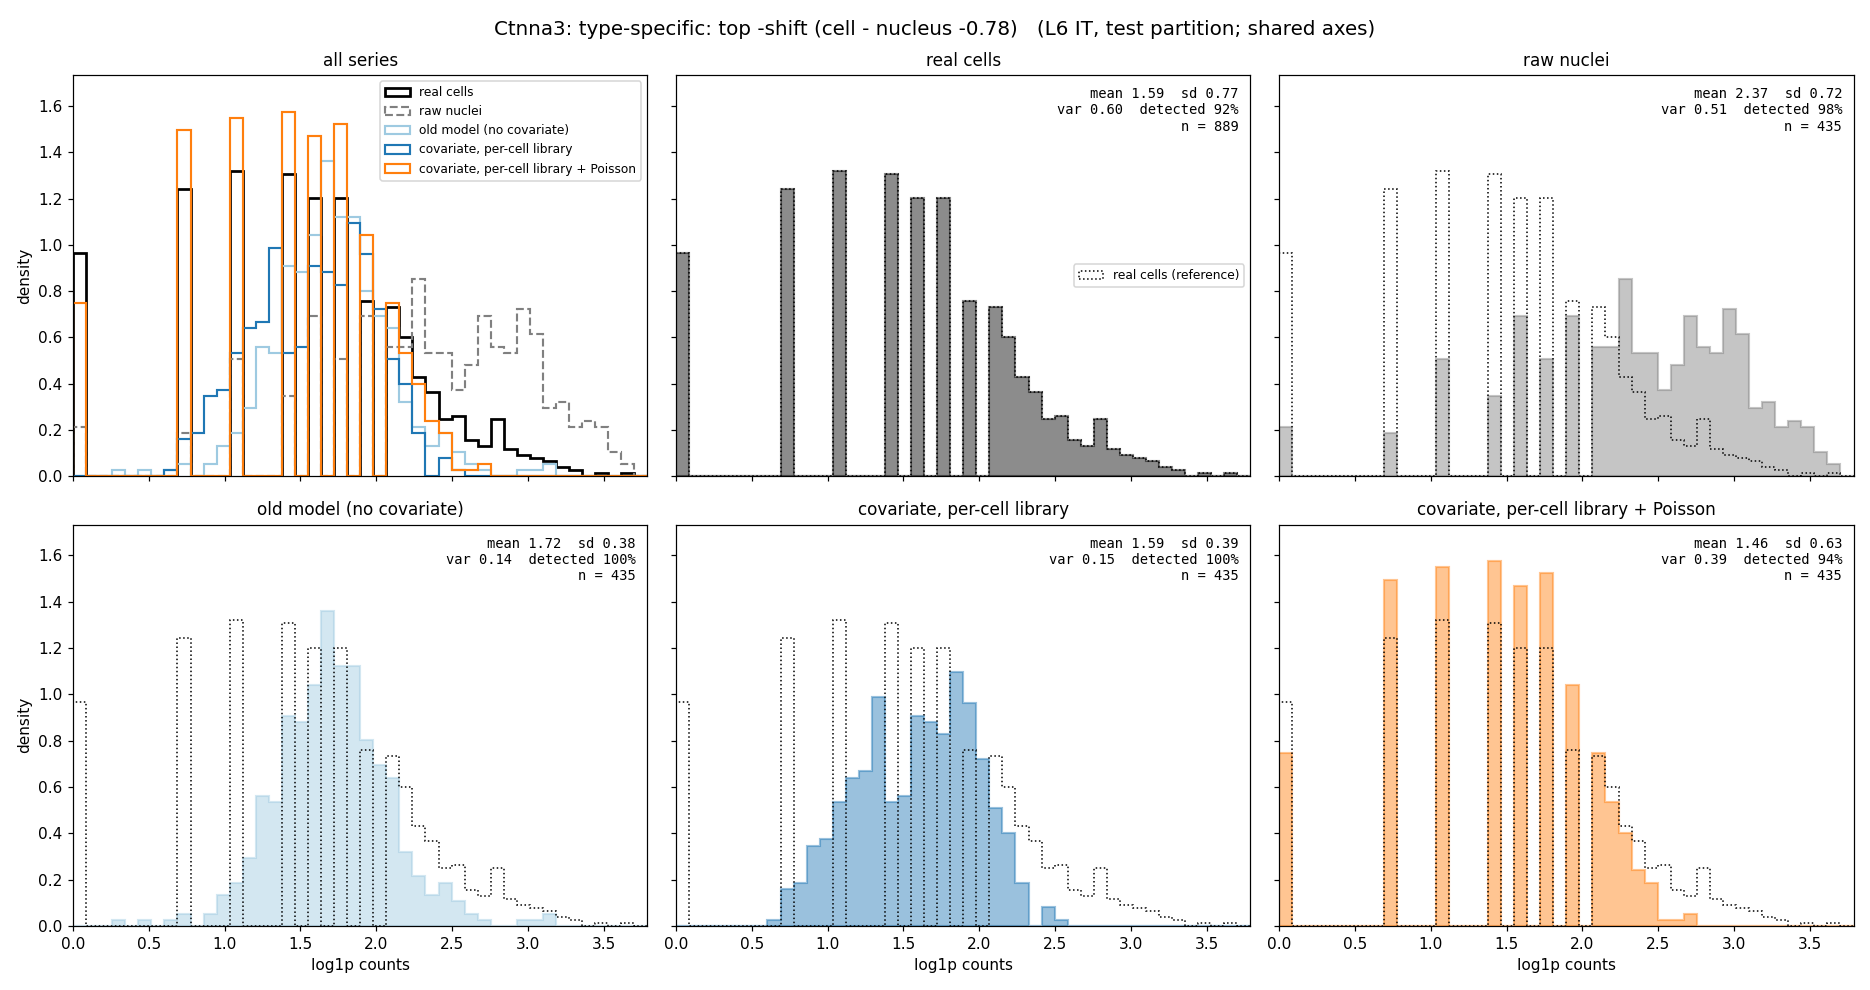 Ctnna3: type-specific: top -shift (cell - nucleus -0.78)   (L6 IT, test partition; shared axes)
all series
real cells
raw nuclei
density
1.6
1.4
1.2
1.0
0.8
0.6
0.4
0.2
0.0
real cells
raw nuclei
old model (no covariate)
covariate, per-cell library
covariate, per-cell library + Poisson
mean 1.59  sd 0.77
var 0.60  detected 92%
n = 889
real cells (reference)
mean 2.37  sd 0.72
var 0.51  detected 98%
n = 435
old model (no covariate)
covariate, per-cell library
covariate, per-cell library + Poisson
density
1.6
1.4
1.2
1.0
0.8
0.6
0.4
0.2
0.0
mean 1.72  sd 0.38
var 0.14  detected 100%
n = 435
mean 1.59  sd 0.39
var 0.15  detected 100%
n = 435
mean 1.46  sd 0.63
var 0.39  detected 94%
n = 435
0.0 0.5 1.0 1.5 2.0 2.5 3.0 3.5
0.0 0.5 1.0 1.5 2.0 2.5 3.0 3.5
0.0 0.5 1.0 1.5 2.0 2.5 3.0 3.5
log1p counts
log1p counts
log1p counts